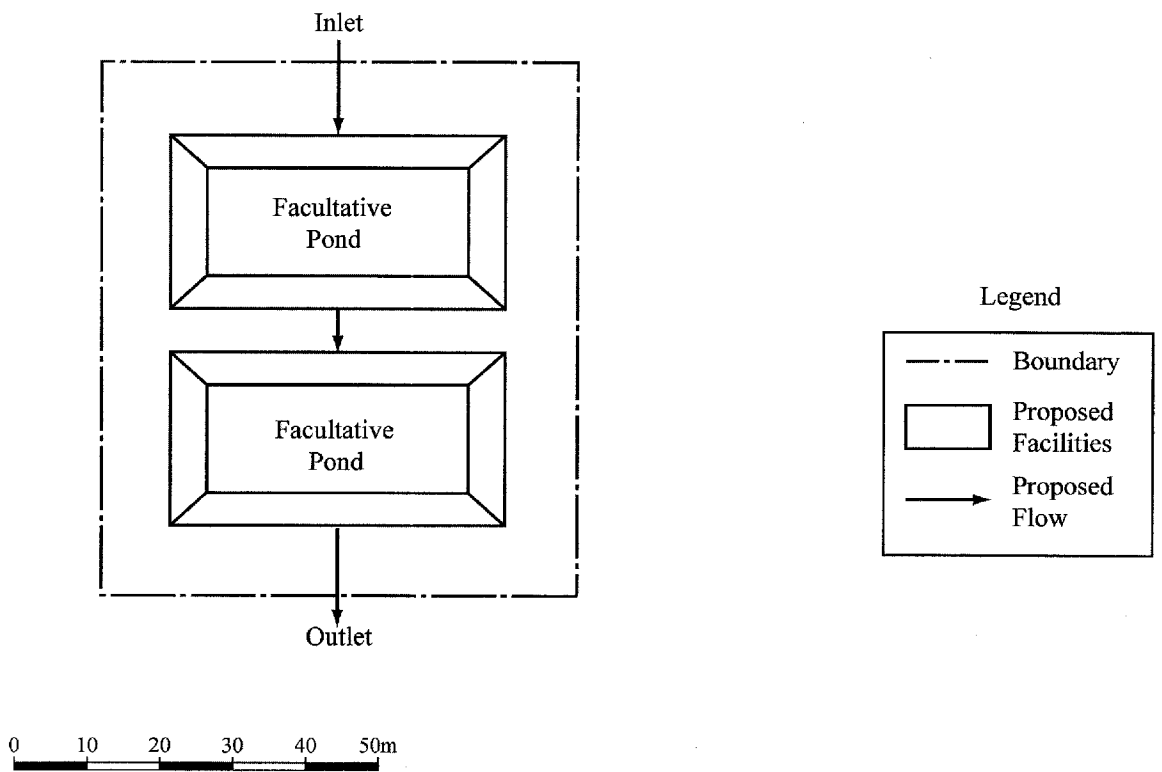 Inlet
Facultative
Pond
Facultative
Pond
Outlet
Legend
Boundary
Proposed
Facilities
Proposed
Flow
0 10 20 30 40 50m